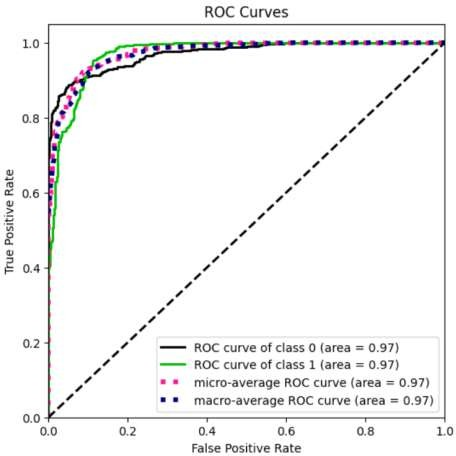 ROC Curves
True Positive Rate
1.0
0.8
0.6
0.4
0.2
0.0
ROC curve of class 0 (area = 0.97)
ROC curve of class 1 (area = 0.97)
micro-average ROC curve (area = 0.97)
macro-average ROC curve (area = 0.97)
0.0 0.2 0.4 0.6 0.8 1.0
False Positive Rate